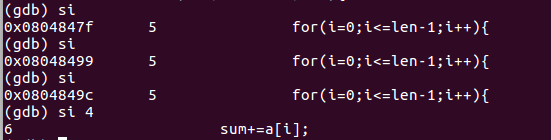 (gdb) si
0x0804847f 5 for(i=0;i<=len-1;i++){
(gdb) si
0x08048499 5 for(i=0;i<=len-1;i++){
(gdb) si
0x0804849c 5 for(i=0;i<=len-1;i++){
(gdb) si 4
6 sum+=a[i];